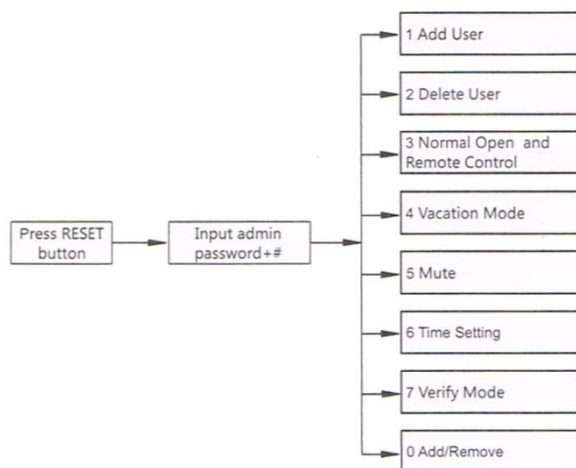 Press RESET
button
Input admin
password+#
1 Add User
2 Delete User
3 Normal Open and
Remote Control
4 Vacation Mode
5 Mute
6 Time Setting
7 Verify Mode
0 Add/Remove